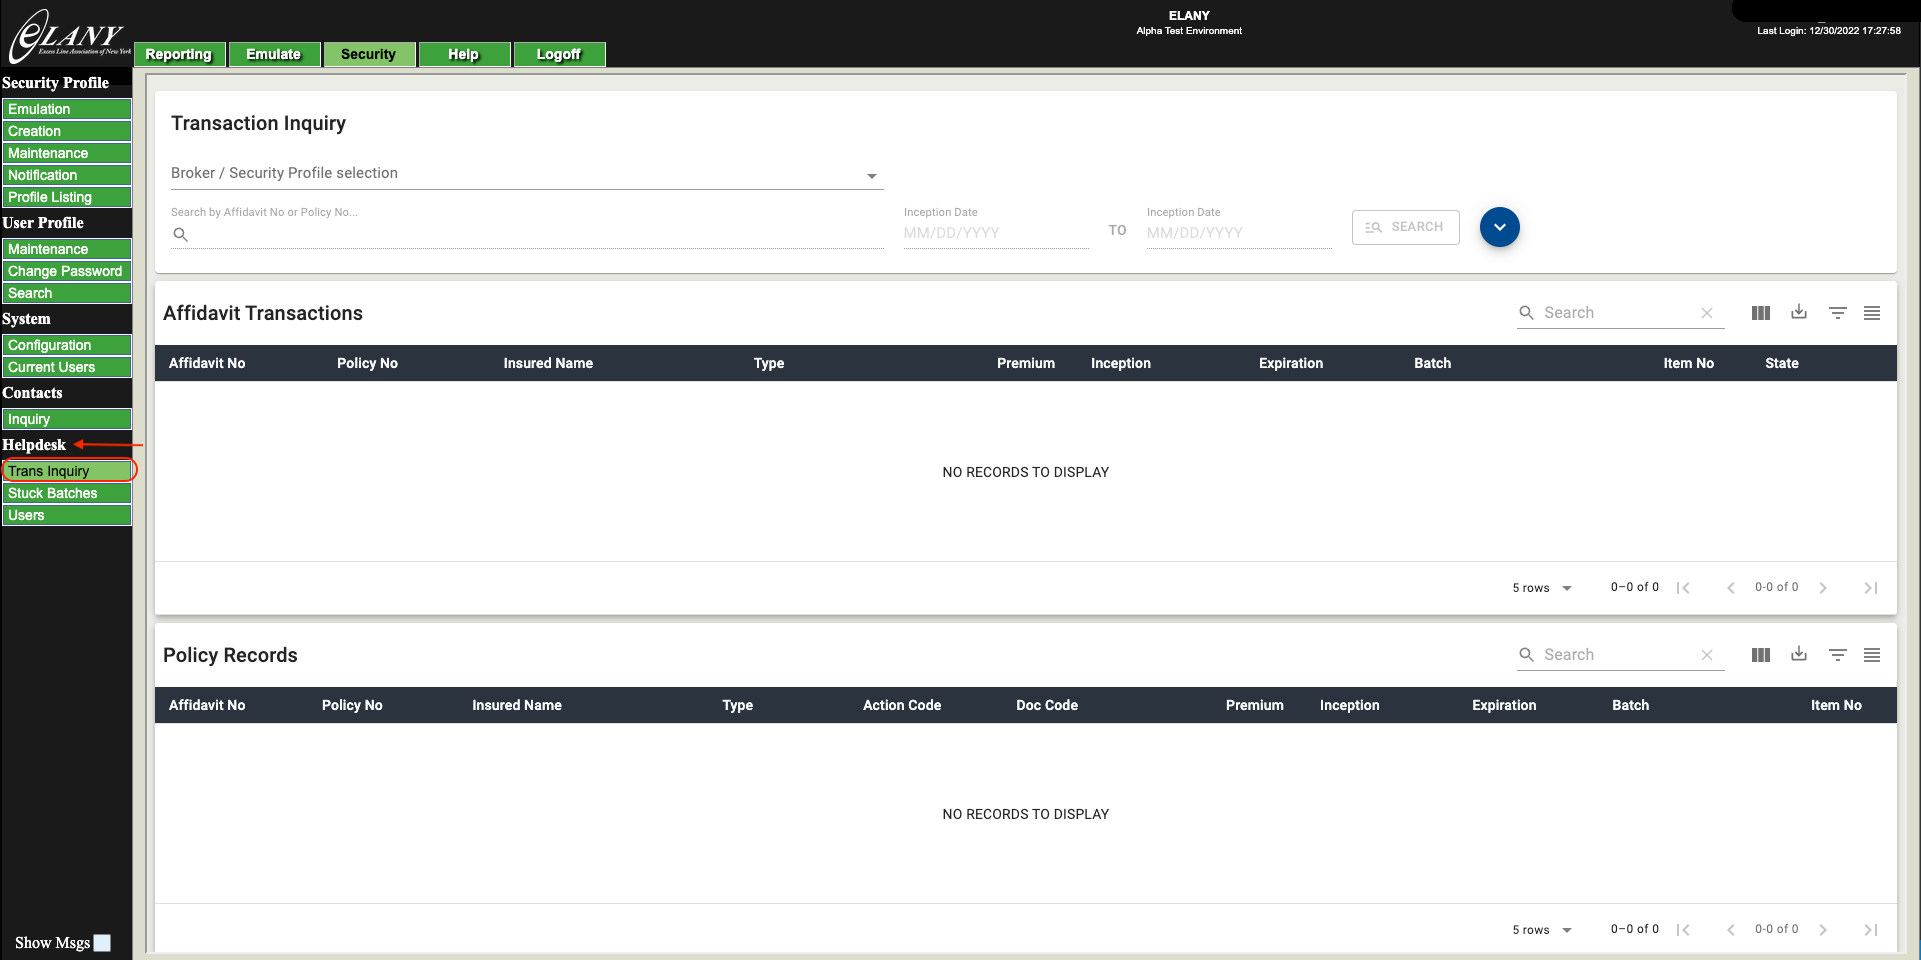 ELANY
Excess Line Association of New York
ELANY
Alpha Test Environment
Last Login: 12/30/2022 17:27:58
Reporting
Emulate
Security
Help
Logoff
Security Profile
Emulation
Creation
Maintenance
Notification
Profile Listing
User Profile
Maintenance
Change Password
Search
System
Configuration
Current Users
Contacts
Inquiry
Helpdesk
Trans Inquiry
Stuck Batches
Users
Show Msgs
Transaction Inquiry
Broker / Security Profile selection
Search by Affidavit No or Policy No...
Inception Date
MM/DD/YYYY
TO
Inception Date
MM/DD/YYYY
SEARCH
Affidavit Transactions
Search
Affidavit No Policy No Insured Name Type Premium Inception Expiration Batch Item No State
NO RECORDS TO DISPLAY
5 rows 0–0 of 0 0-0 of 0
Policy Records
Search
Affidavit No Policy No Insured Name Type Action Code Doc Code Premium Inception Expiration Batch Item No
NO RECORDS TO DISPLAY
5 rows 0–0 of 0 0-0 of 0